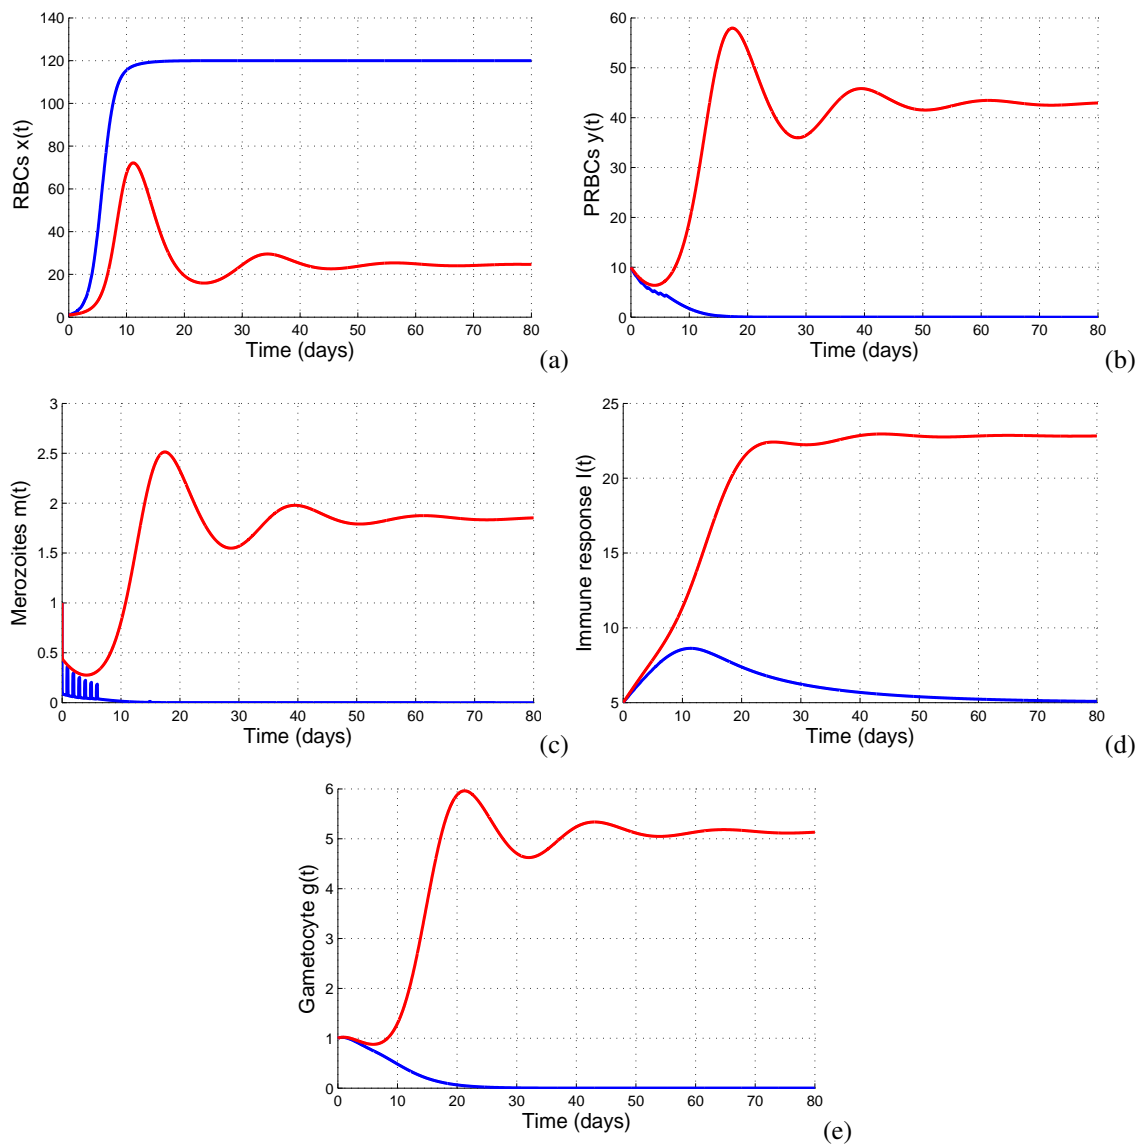 140
120
100
80
60
40
20
0
RBCs x(t)
0 10 20 30 40 50 60 70 80
Time (days)
(a)
60
50
40
30
20
10
0
PRBCs y(t)
0 10 20 30 40 50 60 70 80
Time (days)
(b)
3
2.5
2
1.5
1
0.5
0
Merozoites m(t)
0 10 20 30 40 50 60 70 80
Time (days)
(c)
25
20
15
10
5
Immune response I(t)
0 10 20 30 40 50 60 70 80
Time (days)
(d)
6
5
4
3
2
1
0
Gametocyte g(t)
0 10 20 30 40 50 60 70 80
Time (days)
(e)